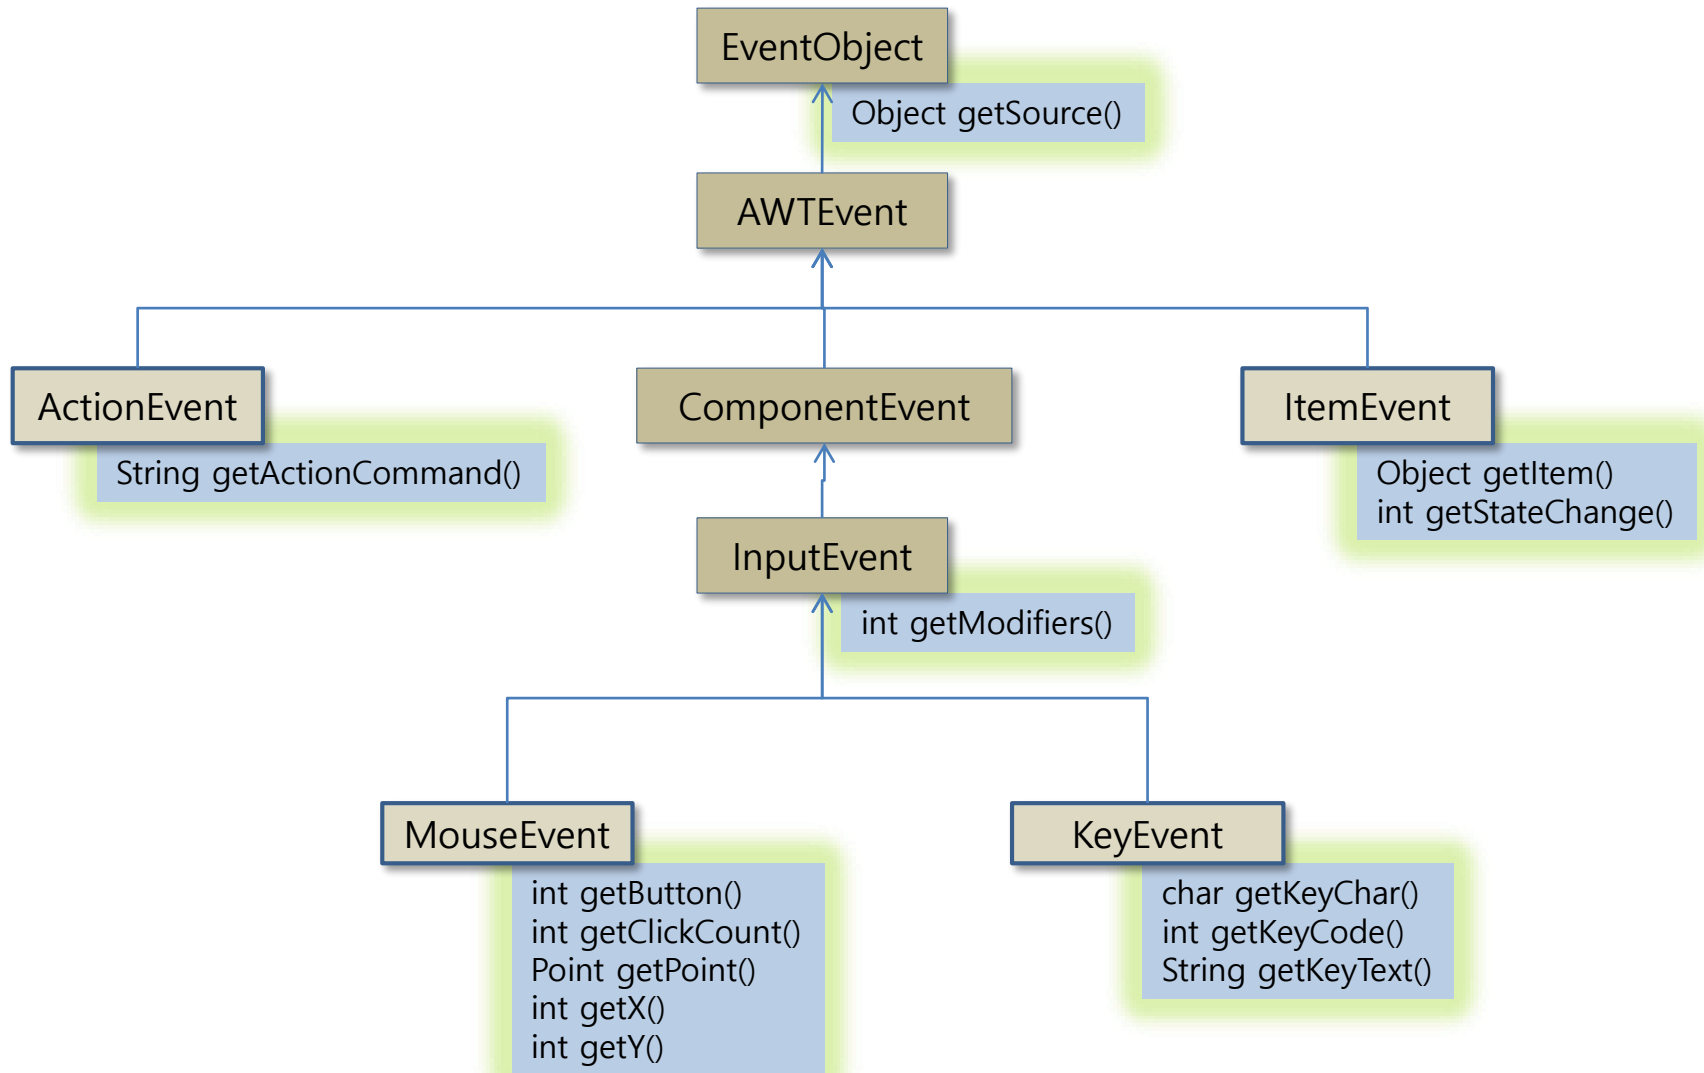 EventObject
Object getSource()
AWTEvent
ActionEvent
String getActionCommand()
ComponentEvent
ItemEvent
Object getItem()
int getStateChange()
InputEvent
int getModifiers()
MouseEvent
int getButton()
int getClickCount()
Point getPoint()
int getX()
int getY()
KeyEvent
char getKeyChar()
int getKeyCode()
String getKeyText()